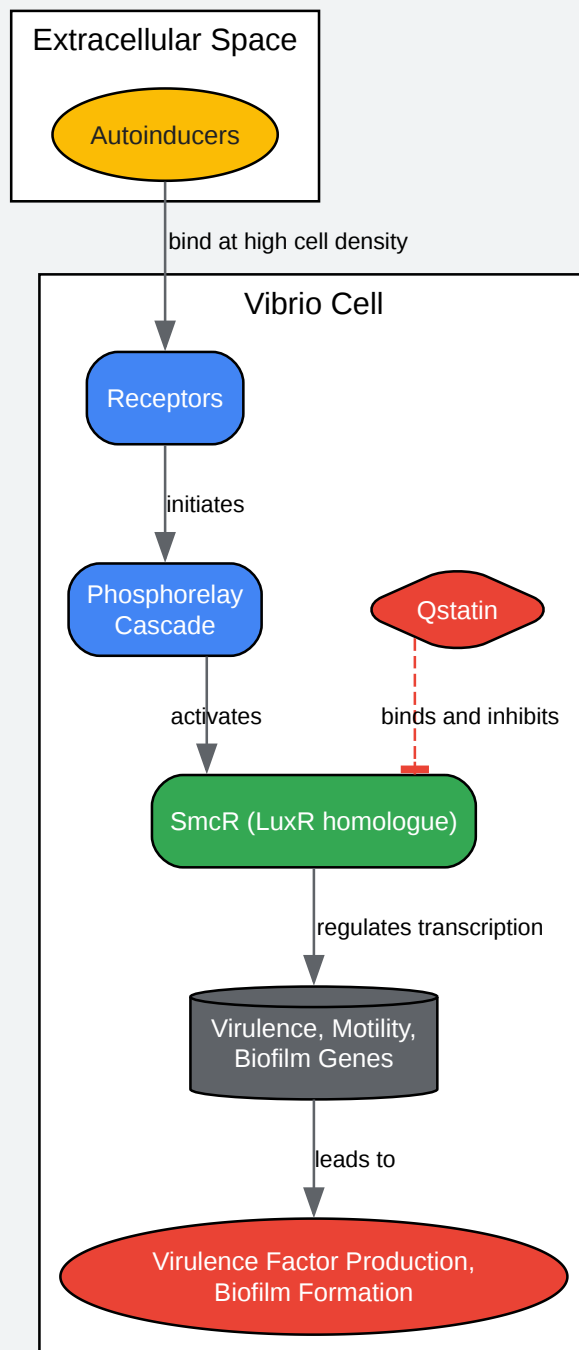 Extracellular Space
Autoinducers
bind at high cell density
Vibrio Cell
Receptors
initiates
Phosphorelay
Cascade
Qstatin
activates
binds and inhibits
SmcR (LuxR homologue)
regulates transcription
Virulence, Motility,
Biofilm Genes
leads to
Virulence Factor Production,
Biofilm Formation